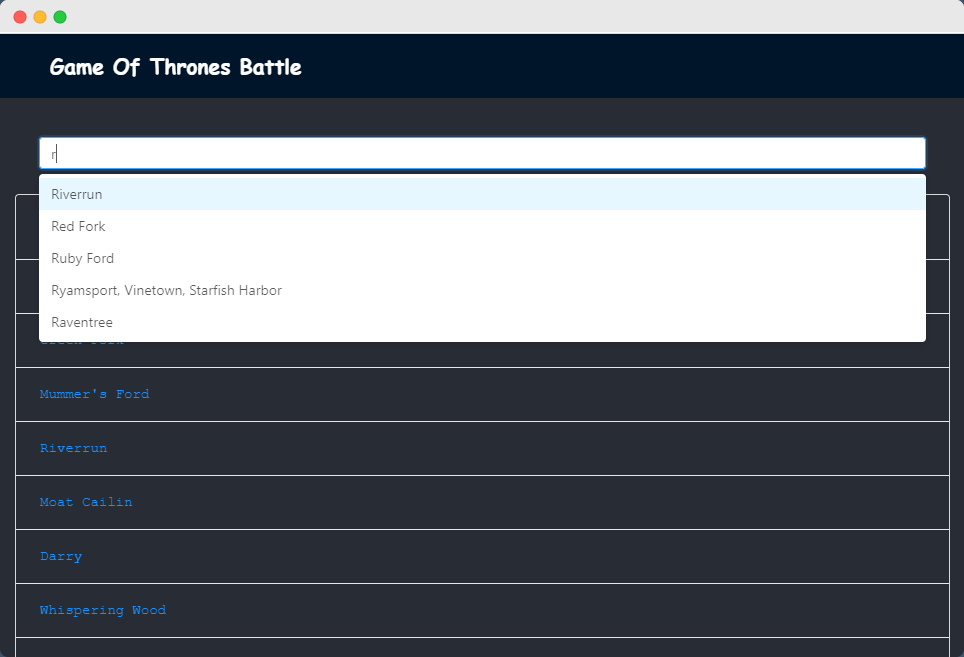 Game Of Thrones Battle
r
Riverrun
Red Fork
Ruby Ford
Ryamsport, Vinetown, Starfish Harbor
Raventree
Mummer's Ford
Riverrun
Moat Cailin
Darry
Whispering Wood